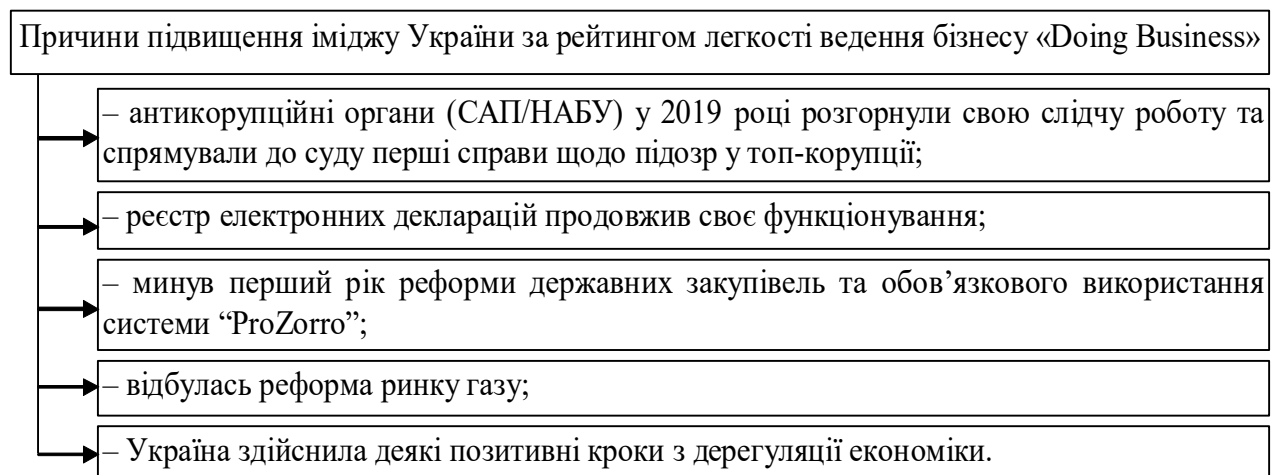 Причини підвищення іміджу України за рейтингом легкості ведення бізнесу «Doing Business»
– антикорупційні органи (САП/НАБУ) у 2019 році розгорнули свою слідчу роботу та
спрямували до суду перші справи щодо підозр у топ-корупції;
– реєстр електронних декларацій продовжив своє функціонування;
– минув перший рік реформи державних закупівель та обов’язкового використання
системи “ProZorro”;
– відбулась реформа ринку газу;
– Україна здійснила деякі позитивні кроки з дерегуляції економіки.